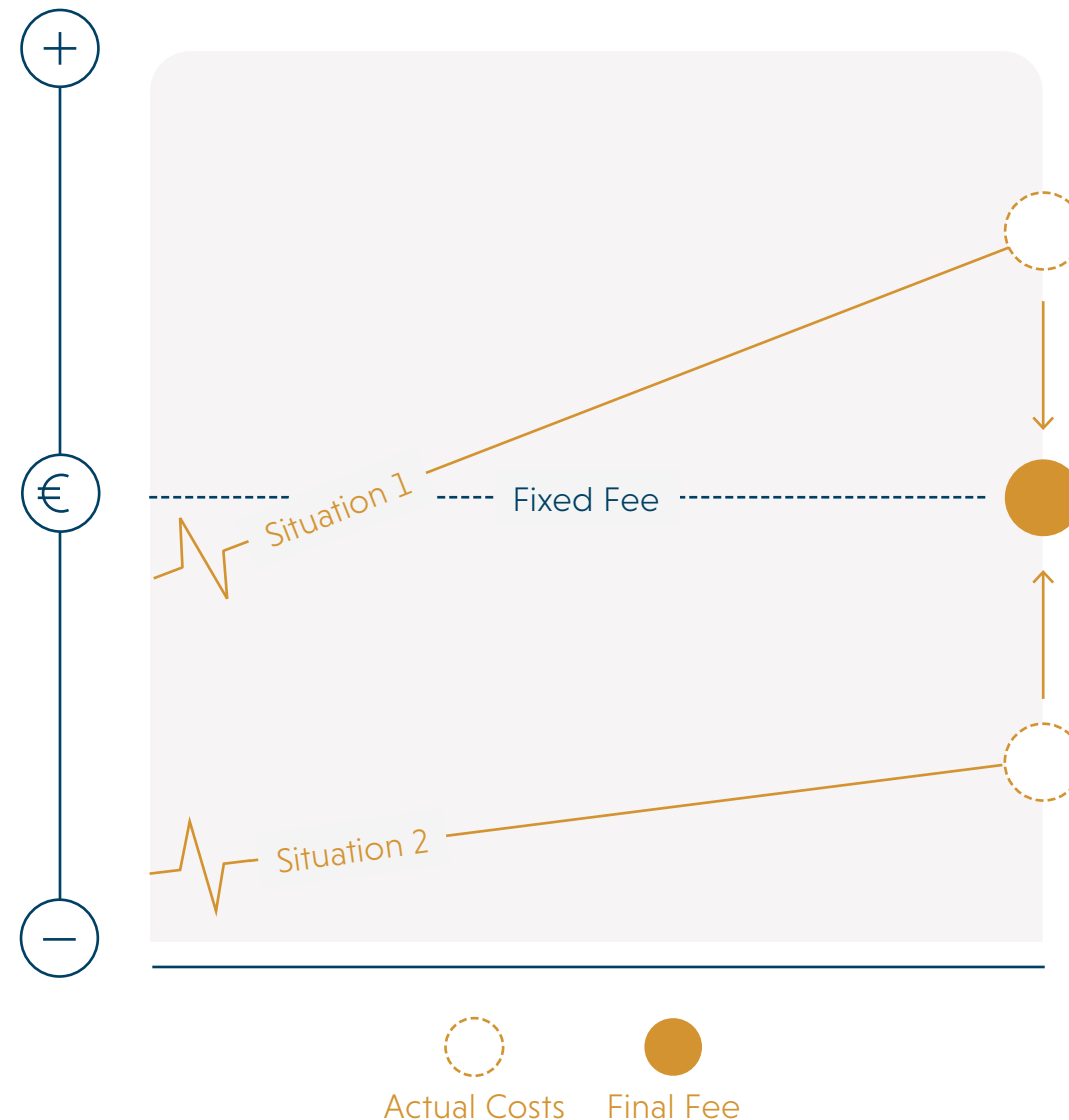 +
€
Situation 1
Fixed Fee
Situation 2
−
Actual Costs
Final Fee